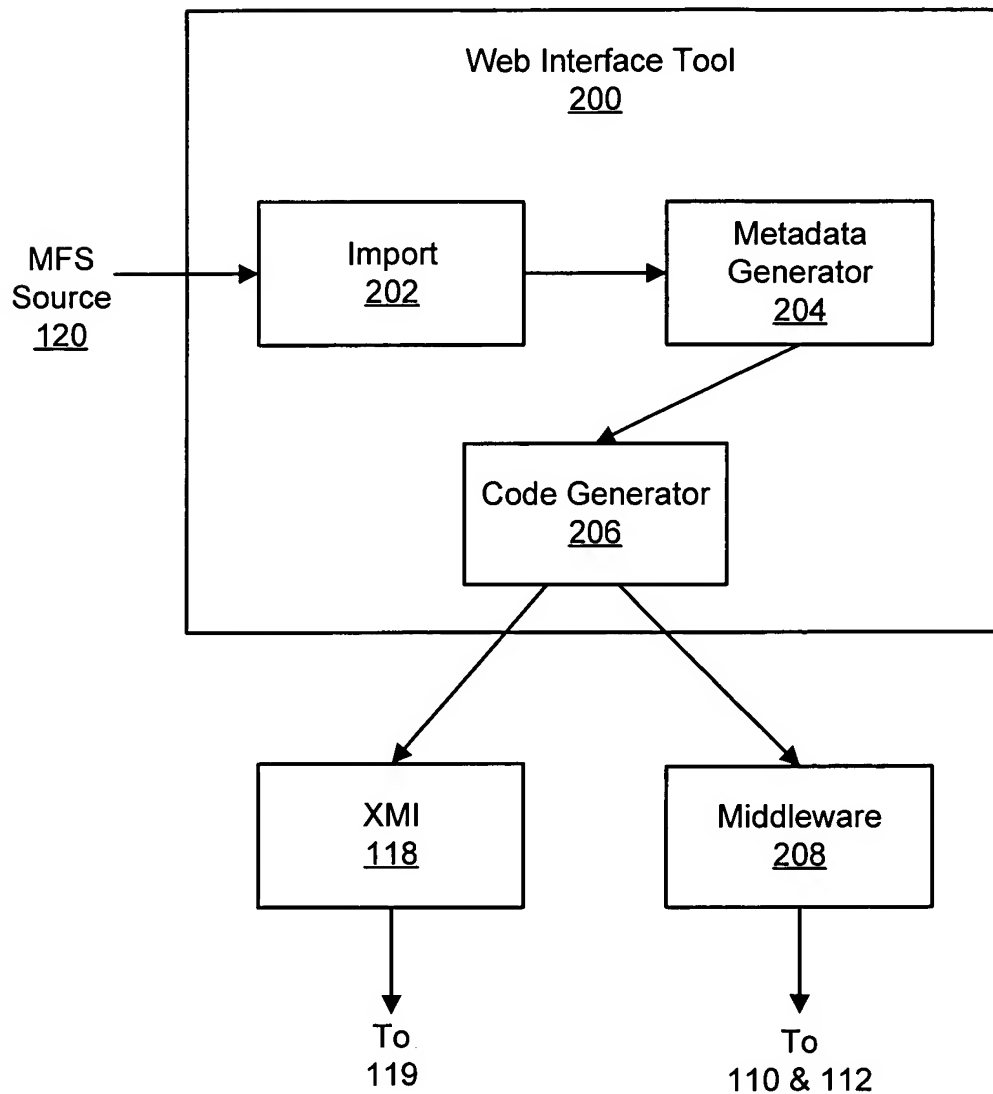 Web Interface Tool
200
MFS
Source
120
Import
202
Metadata
Generator
204
Code Generator
206
XMI
118
Middleware
208
To
119
To
110 & 112